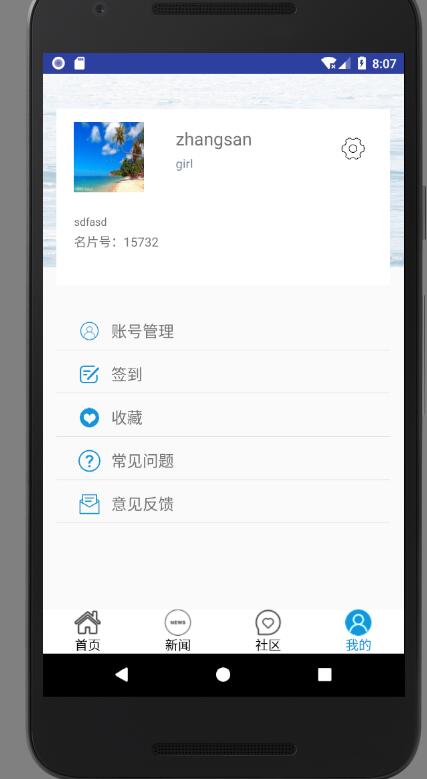 8:07
zhangsan
girl
sdfasd
名片号：15732
账号管理
签到
收藏
常见问题
意见反馈
NEWS
首页 新闻 社区 我的